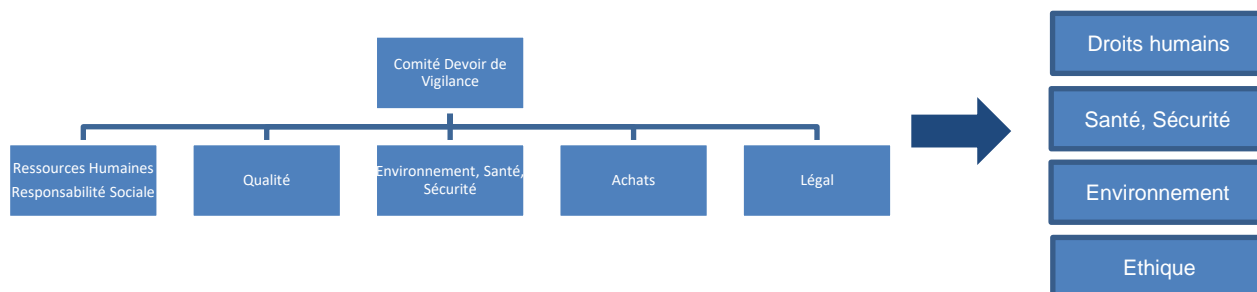 Comité Devoir de
Vigilance
Ressources Humaines
Responsabilité Sociale
Qualité
Environnement, Santé,
Sécurité
Achats
Légal
Droits humains
Santé, Sécurité
Environnement
Ethique